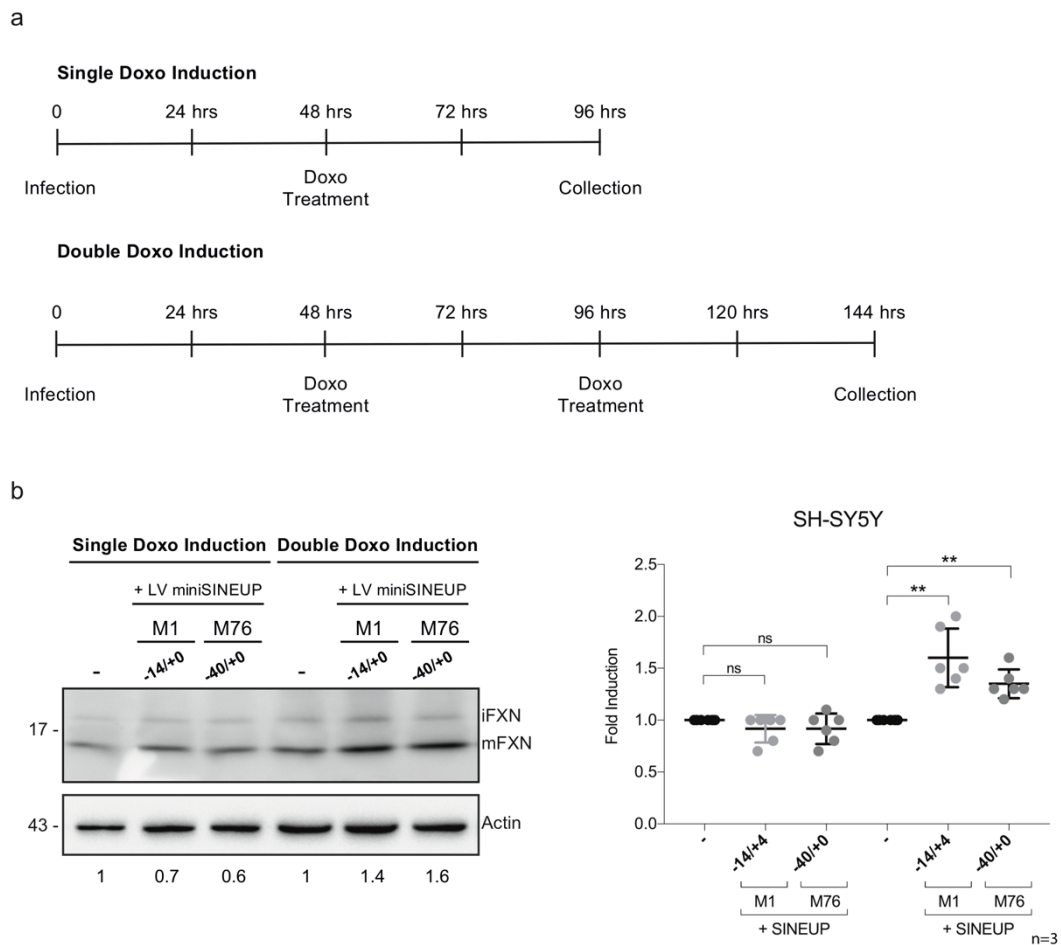 a
Single Doxo Induction
0 24 hrs 48 hrs 72 hrs 96 hrs
Infection Doxo Treatment Collection
Double Doxo Induction
0 24 hrs 48 hrs 72 hrs 96 hrs 120 hrs 144 hrs
Infection Doxo Treatment Doxo Treatment Collection
b
Single Doxo Induction Double Doxo Induction
+ LV miniSINEUP + LV miniSINEUP
M1 M76 M1 M76
- -14/+0 -40/+0 - -14/+0 -40/+0
17 -
iFXN
mFXN
43 -
Actin
1 0.7 0.6 1 1.4 1.6
SH-SY5Y
Fold Induction
2.5
2.0
1.5
1.0
0.5
0.0
ns
ns
**
**
- -14/+4 -40/+0 - -14/+4 -40/+0
M1 M76 M1 M76
+ SINEUP + SINEUP
n=3